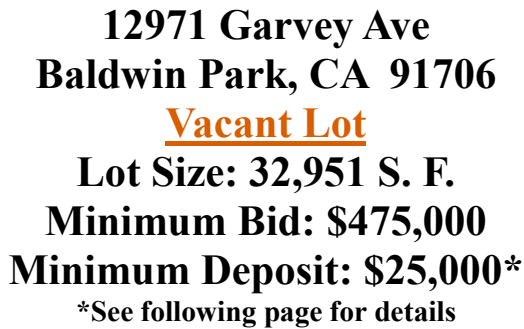 12971 Garvey Ave
Baldwin Park, CA  91706
Vacant Lot
Lot Size: 32,951 S. F.
Minimum Bid: $475,000
Minimum Deposit: $25,000*
*See following page for details